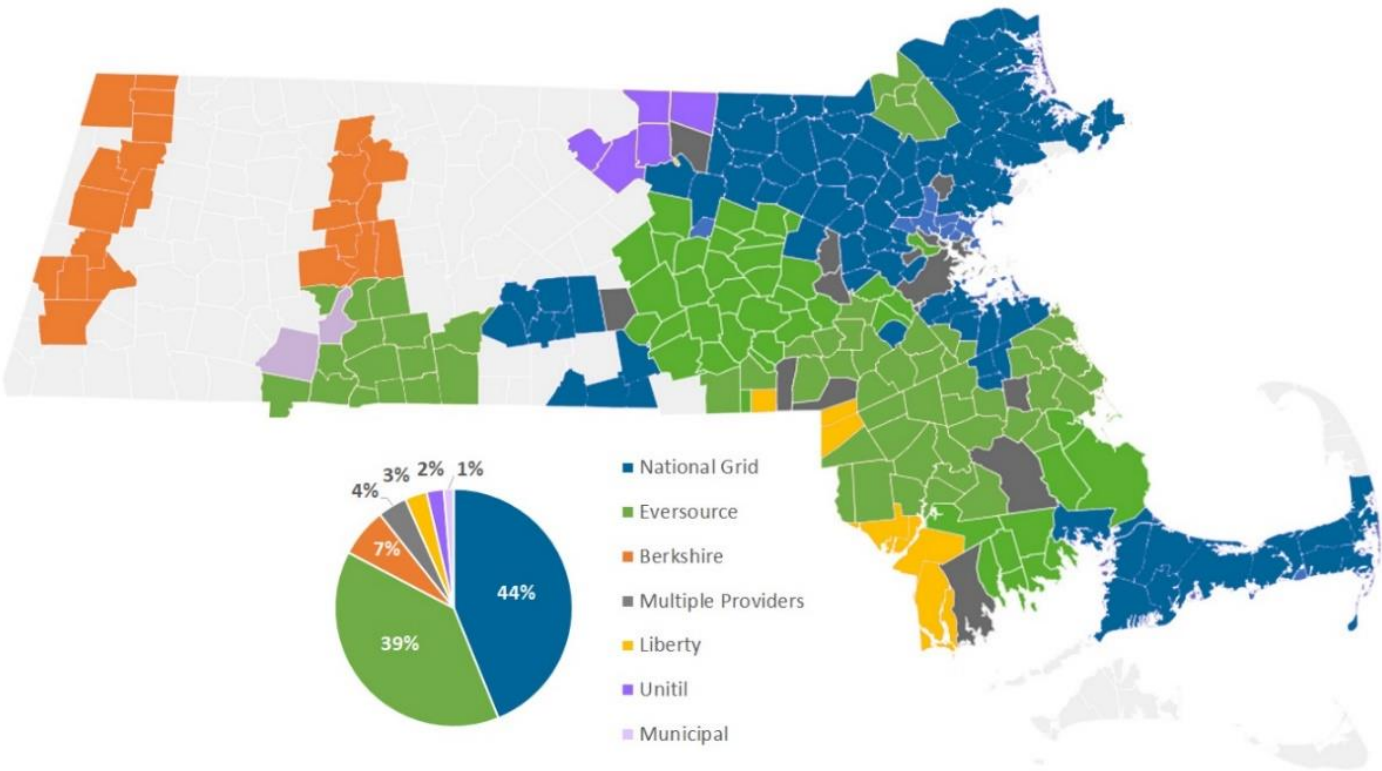 3% 2% 1%
4%
7%
44%
39%
National Grid
Eversource
Berkshire
Multiple Providers
Liberty
Unitil
Municipal